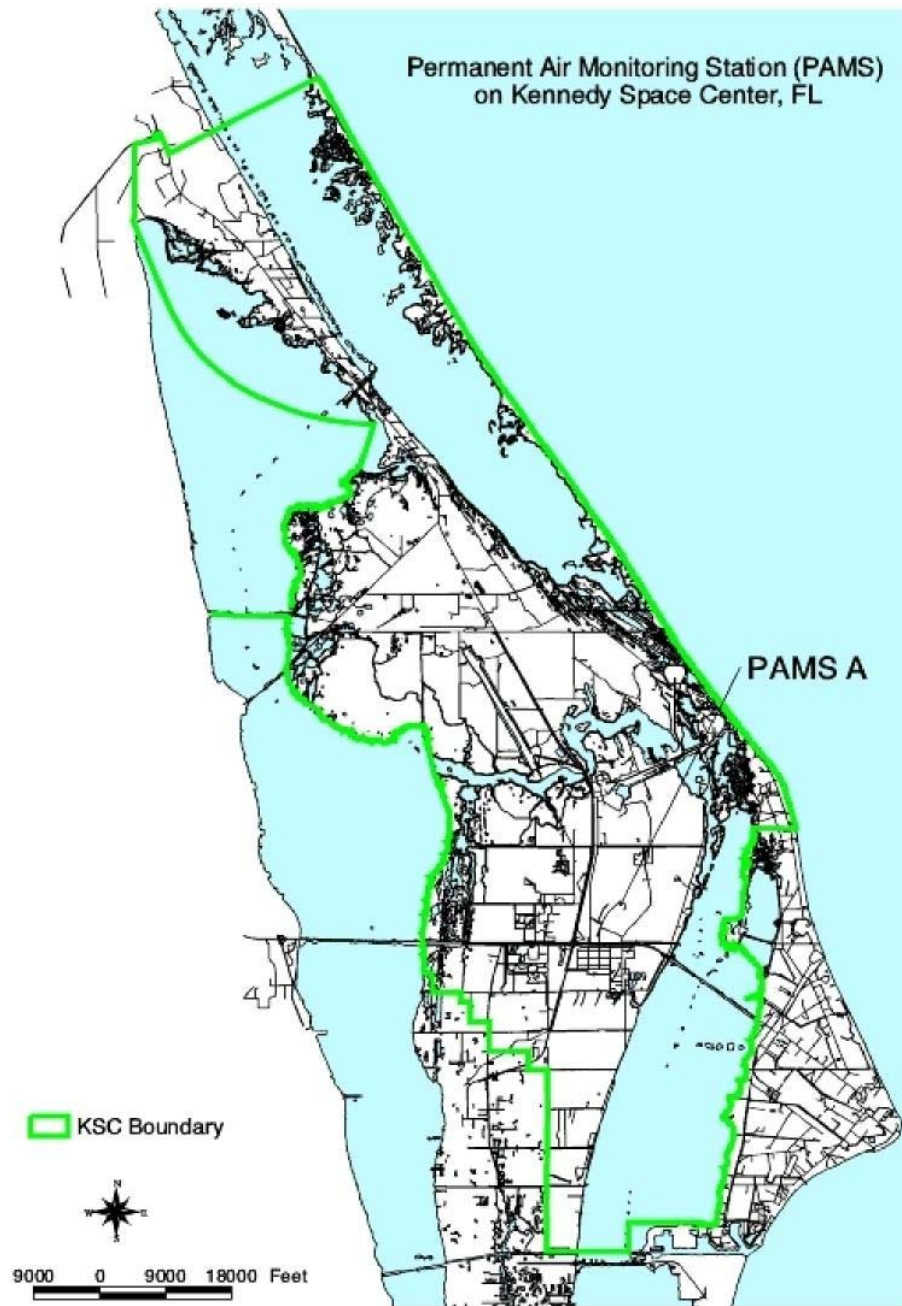 Permanent Air Monitoring Station (PAMS)
on Kennedy Space Center, FL
PAMS A
KSC Boundary
N
W E
S
9000 0 9000 18000 Feet